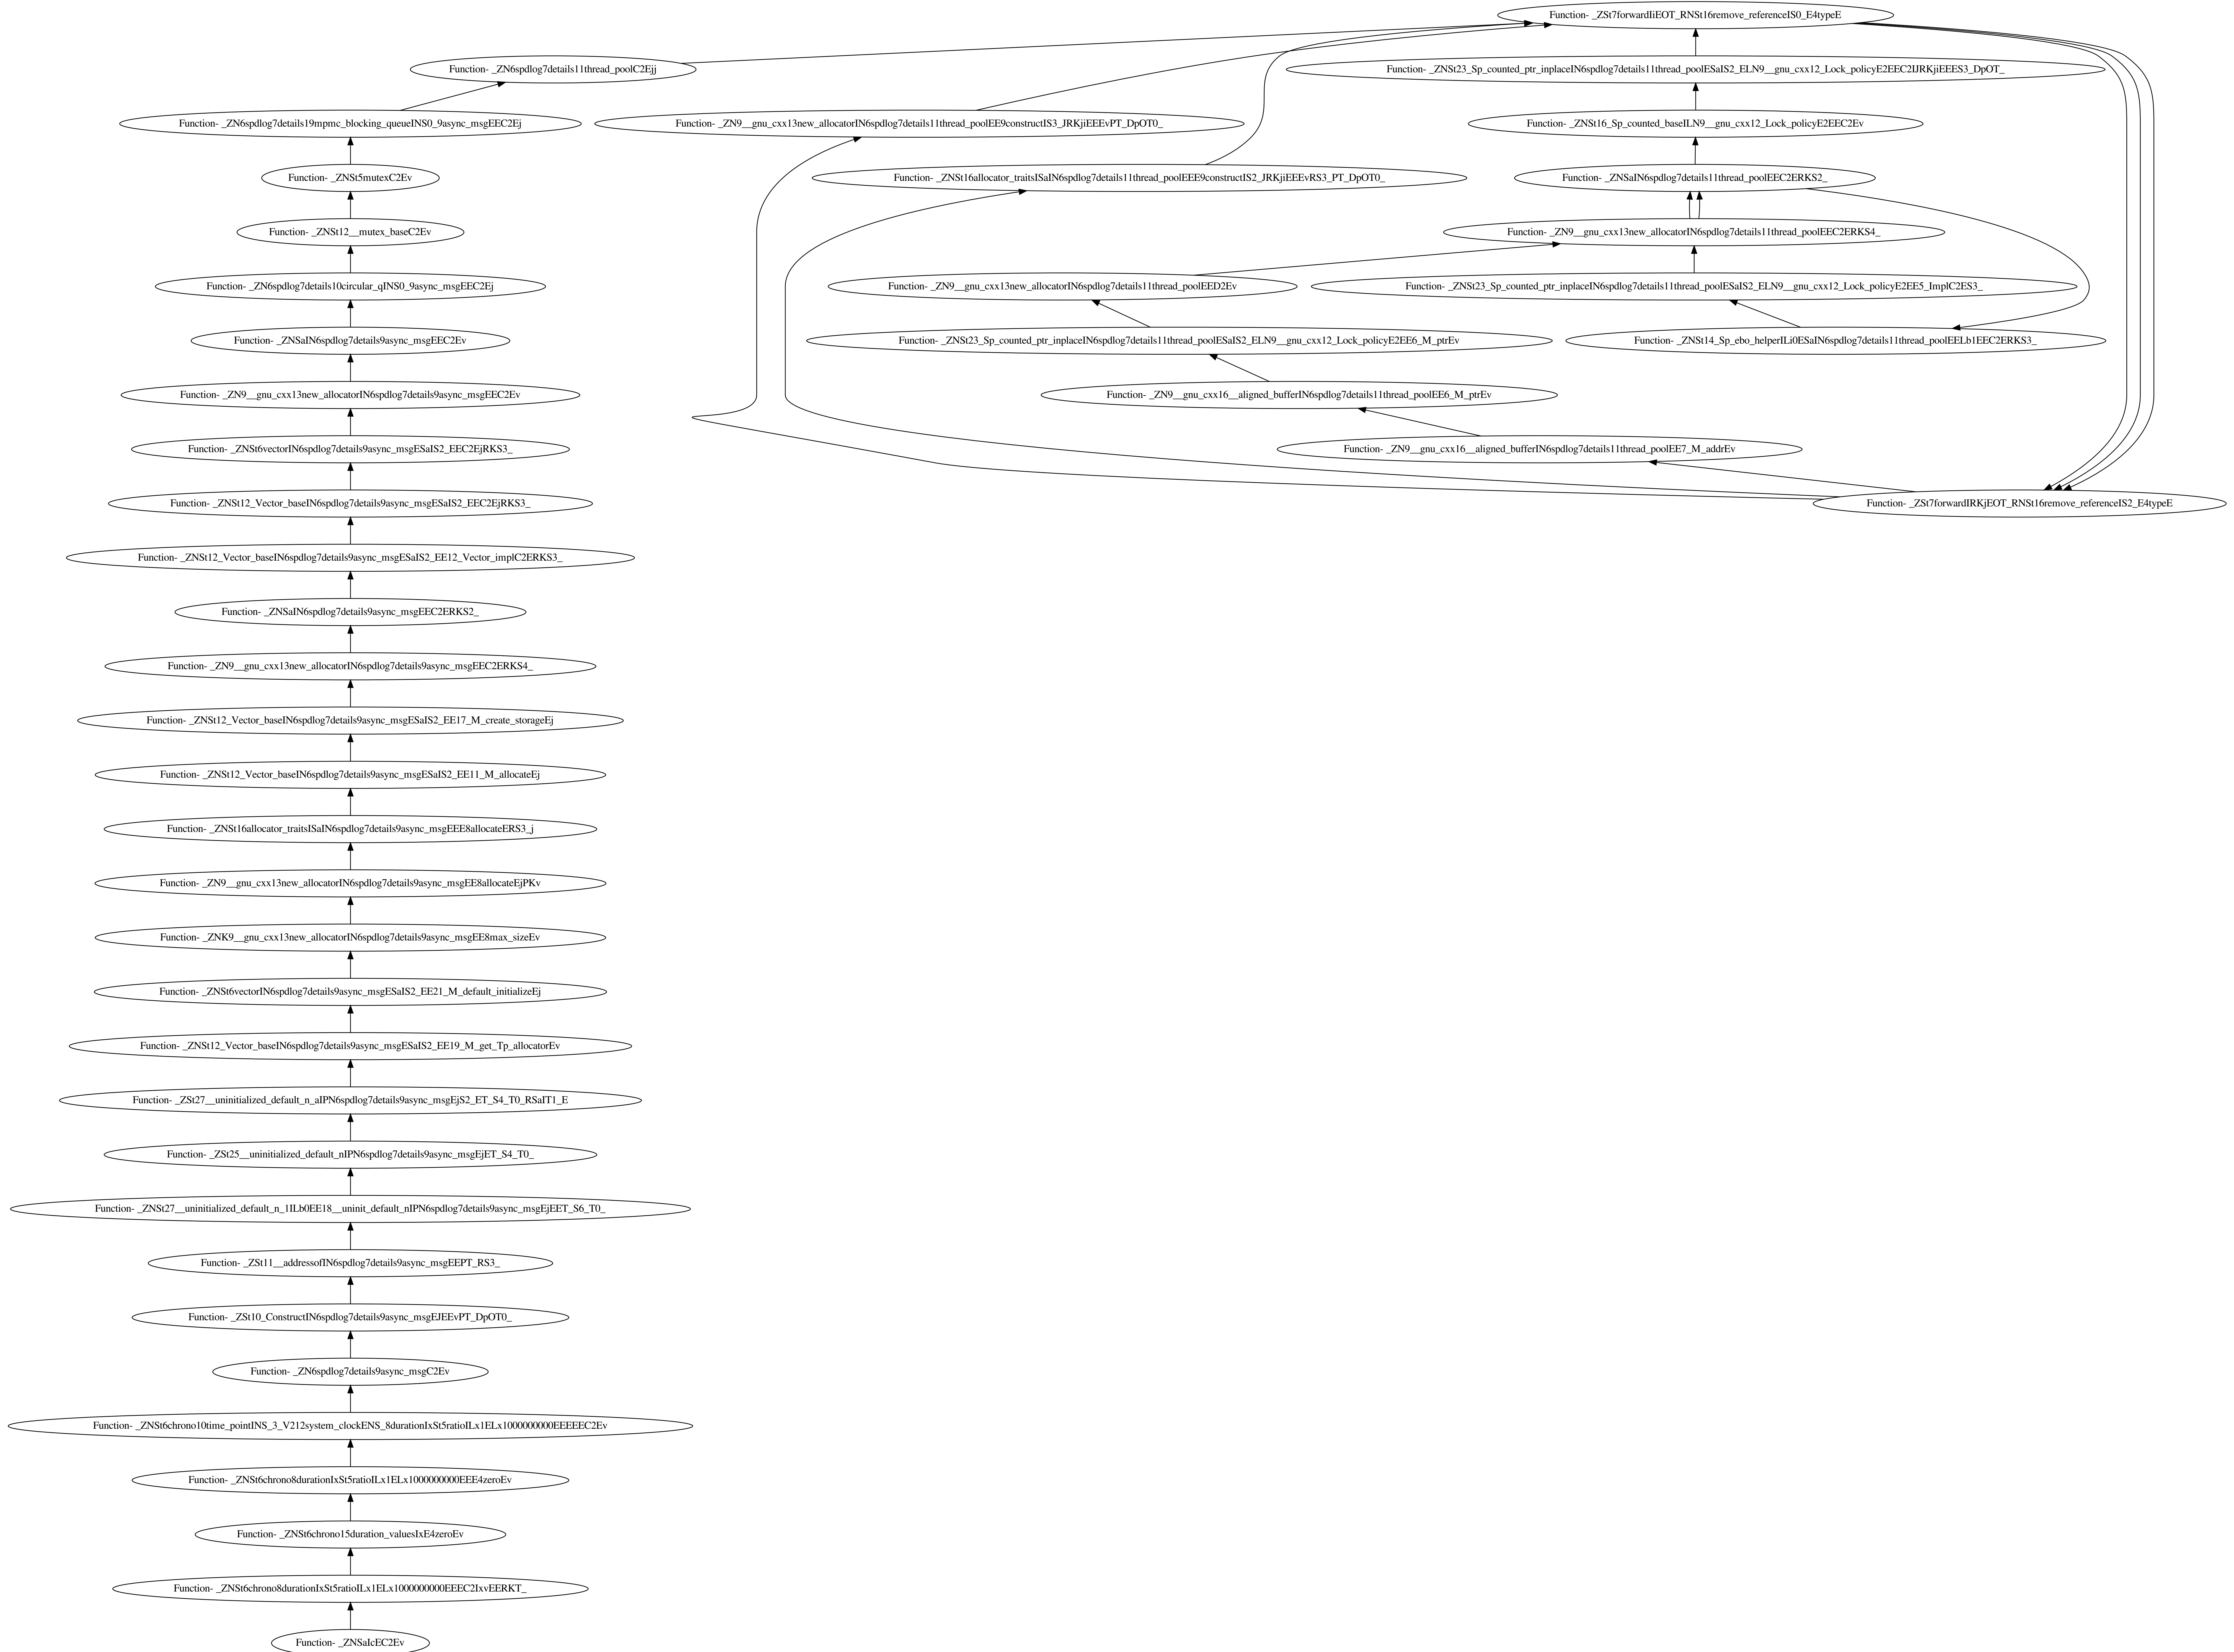 Function- _ZSt7forwardIiEOT_RNSt16remove_referenceIS0_E4typeE
Function- _ZN6spdlog7details11thread_poolC2Ejj
Function- _ZNSt23_Sp_counted_ptr_inplaceIN6spdlog7details11thread_poolESaIS2_ELN9__gnu_cxx12_Lock_policyE2EEC2IJRKjiEEES3_DpOT_
Function- _ZN6spdlog7details19mpmc_blocking_queueINS0_9async_msgEEC2Ej
Function- _ZN9__gnu_cxx13new_allocatorIN6spdlog7details11thread_poolEE9constructIS3_JRKjiEEEvPT_DpOT0_
Function- _ZNSt16_Sp_counted_baseILN9__gnu_cxx12_Lock_policyE2EEC2Ev
Function- _ZNSt5mutexC2Ev
Function- _ZNSt16allocator_traitsISaIN6spdlog7details11thread_poolEEE9constructIS2_JRKjiEEEvRS3_PT_DpOT0_
Function- _ZNSaIN6spdlog7details11thread_poolEEC2ERKS2_
Function- _ZNSt12__mutex_baseC2Ev
Function- _ZN9__gnu_cxx13new_allocatorIN6spdlog7details11thread_poolEEC2ERKS4_
Function- _ZN6spdlog7details10circular_qINS0_9async_msgEEC2Ej
Function- _ZN9__gnu_cxx13new_allocatorIN6spdlog7details11thread_poolEED2Ev
Function- _ZNSt23_Sp_counted_ptr_inplaceIN6spdlog7details11thread_poolESaIS2_ELN9__gnu_cxx12_Lock_policyE2EE5_ImplC2ES3_
Function- _ZNSaIN6spdlog7details9async_msgEEC2Ev
Function- _ZNSt23_Sp_counted_ptr_inplaceIN6spdlog7details11thread_poolESaIS2_ELN9__gnu_cxx12_Lock_policyE2EE6_M_ptrEv
Function- _ZNSt14_Sp_ebo_helperILi0ESaIN6spdlog7details11thread_poolEELb1EEC2ERKS3_
Function- _ZN9__gnu_cxx13new_allocatorIN6spdlog7details9async_msgEEC2Ev
Function- _ZN9__gnu_cxx16__aligned_bufferIN6spdlog7details11thread_poolEE6_M_ptrEv
Function- _ZNSt6vectorIN6spdlog7details9async_msgESaIS2_EEC2EjRKS3_
Function- _ZN9__gnu_cxx16__aligned_bufferIN6spdlog7details11thread_poolEE7_M_addrEv
Function- _ZNSt12_Vector_baseIN6spdlog7details9async_msgESaIS2_EEC2EjRKS3_
Function- _ZSt7forwardIRKjEOT_RNSt16remove_referenceIS2_E4typeE
Function- _ZNSt12_Vector_baseIN6spdlog7details9async_msgESaIS2_EE12_Vector_implC2ERKS3_
Function- _ZNSaIN6spdlog7details9async_msgEEC2ERKS2_
Function- _ZN9__gnu_cxx13new_allocatorIN6spdlog7details9async_msgEEC2ERKS4_
Function- _ZNSt12_Vector_baseIN6spdlog7details9async_msgESaIS2_EE17_M_create_storageEj
Function- _ZNSt12_Vector_baseIN6spdlog7details9async_msgESaIS2_EE11_M_allocateEj
Function- _ZNSt16allocator_traitsISaIN6spdlog7details9async_msgEEE8allocateERS3_j
Function- _ZN9__gnu_cxx13new_allocatorIN6spdlog7details9async_msgEE8allocateEjPKv
Function- _ZNK9__gnu_cxx13new_allocatorIN6spdlog7details9async_msgEE8max_sizeEv
Function- _ZNSt6vectorIN6spdlog7details9async_msgESaIS2_EE21_M_default_initializeEj
Function- _ZNSt12_Vector_baseIN6spdlog7details9async_msgESaIS2_EE19_M_get_Tp_allocatorEv
Function- _ZSt27__uninitialized_default_n_aIPN6spdlog7details9async_msgEjS2_ET_S4_T0_RSaIT1_E
Function- _ZSt25__uninitialized_default_nIPN6spdlog7details9async_msgEjET_S4_T0_
Function- _ZNSt27__uninitialized_default_n_1ILb0EE18__uninit_default_nIPN6spdlog7details9async_msgEjEET_S6_T0_
Function- _ZSt11__addressofIN6spdlog7details9async_msgEEPT_RS3_
Function- _ZSt10_ConstructIN6spdlog7details9async_msgEJEEvPT_DpOT0_
Function- _ZN6spdlog7details9async_msgC2Ev
Function- _ZNSt6chrono10time_pointINS_3_V212system_clockENS_8durationIxSt5ratioILx1ELx1000000000EEEEEC2Ev
Function- _ZNSt6chrono8durationIxSt5ratioILx1ELx1000000000EEE4zeroEv
Function- _ZNSt6chrono15duration_valuesIxE4zeroEv
Function- _ZNSt6chrono8durationIxSt5ratioILx1ELx1000000000EEEC2IxvEERKT_
Function- _ZNSaIcEC2Ev